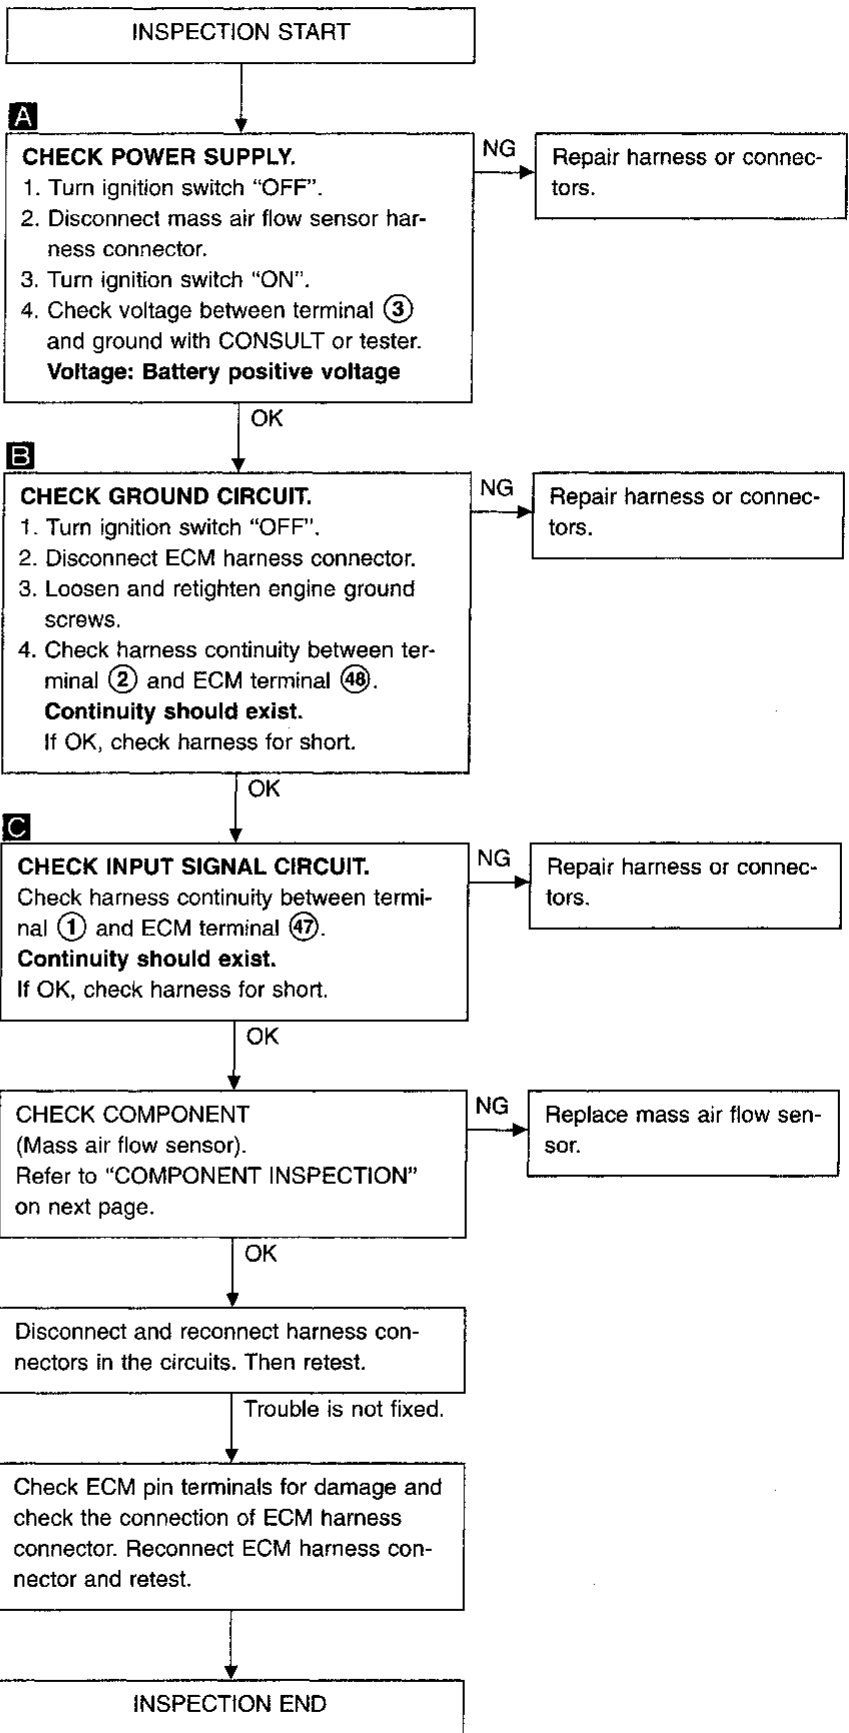 INSPECTION START
A
CHECK POWER SUPPLY.
1. Turn ignition switch “OFF”.
2. Disconnect mass air flow sensor har-
ness connector.
3. Turn ignition switch “ON”.
4. Check voltage between terminal ③
and ground with CONSULT or tester.
Voltage: Battery positive voltage
NG
Repair harness or connec-
tors.
OK
B
CHECK GROUND CIRCUIT.
1. Turn ignition switch “OFF”.
2. Disconnect ECM harness connector.
3. Loosen and retighten engine ground
screws.
4. Check harness continuity between ter-
minal ② and ECM terminal ㊽.
Continuity should exist.
If OK, check harness for short.
NG
Repair harness or connec-
tors.
OK
C
CHECK INPUT SIGNAL CIRCUIT.
Check harness continuity between termi-
nal ① and ECM terminal ㊼.
Continuity should exist.
If OK, check harness for short.
NG
Repair harness or connec-
tors.
OK
CHECK COMPONENT
(Mass air flow sensor).
Refer to “COMPONENT INSPECTION”
on next page.
NG
Replace mass air flow sen-
sor.
OK
Disconnect and reconnect harness con-
nectors in the circuits. Then retest.
Trouble is not fixed.
Check ECM pin terminals for damage and
check the connection of ECM harness
connector. Reconnect ECM harness con-
nector and retest.
INSPECTION END